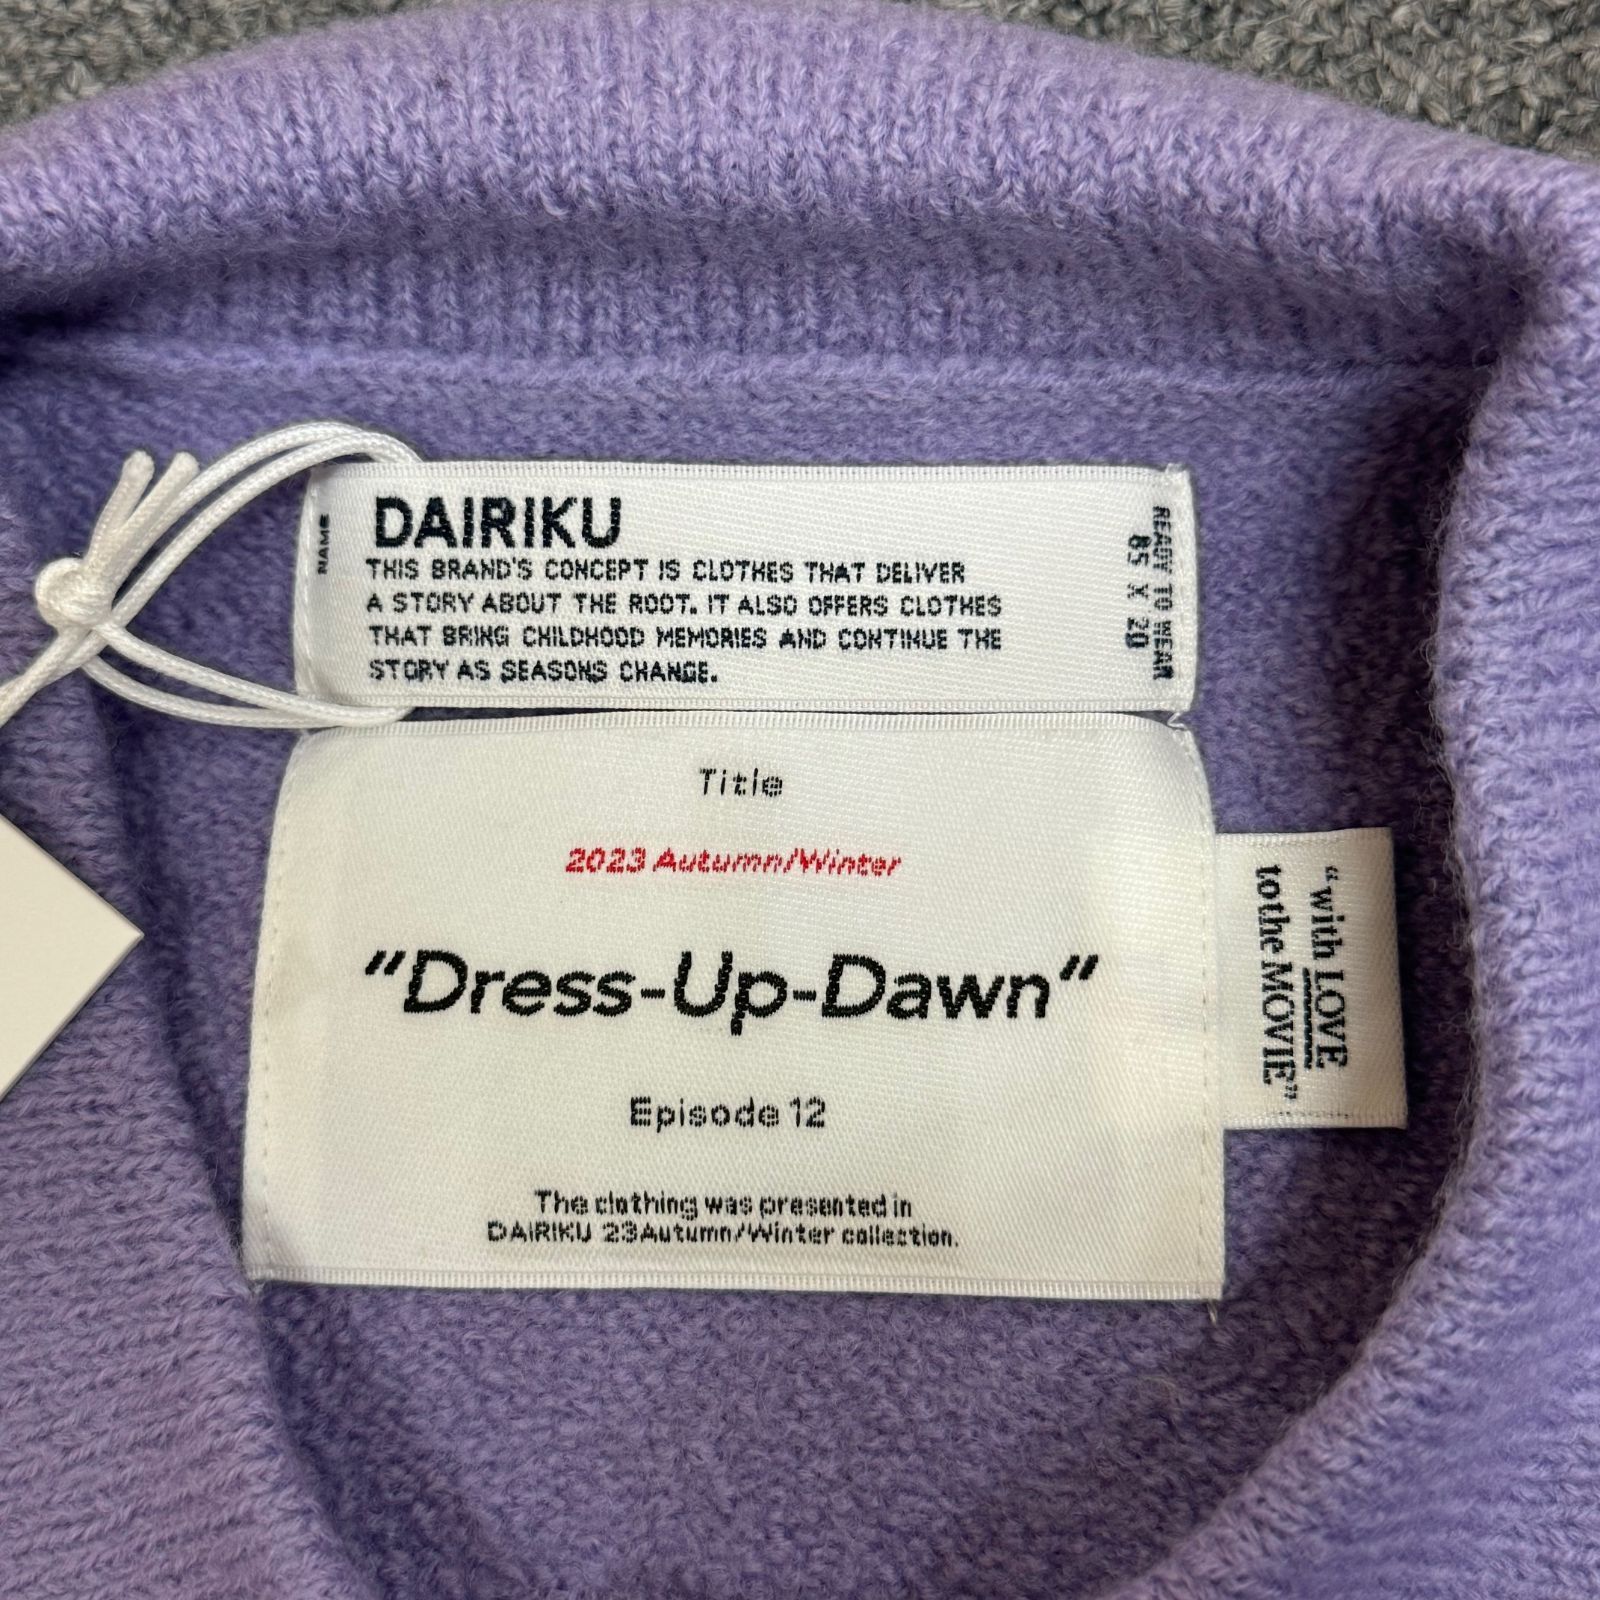 NAME
DAIRIKU
THIS BRAND'S CONCEPT IS CLOTHES THAT DELIVER
A STORY ABOUT THE ROOT. IT ALSO OFFERS CLOTHES
THAT BRING CHILDHOOD MEMORIES AND CONTINUE THE
STORY AS SEASONS CHANGE.
READY TO WEAR
85 X 20
Title
2023 Autumn/Winter
“Dress-Up-Dawn”
Episode 12
The clothing was presented in
DAIRIKU 23Autumn/Winter collection.
“with LOVE
tothe MOVIE”